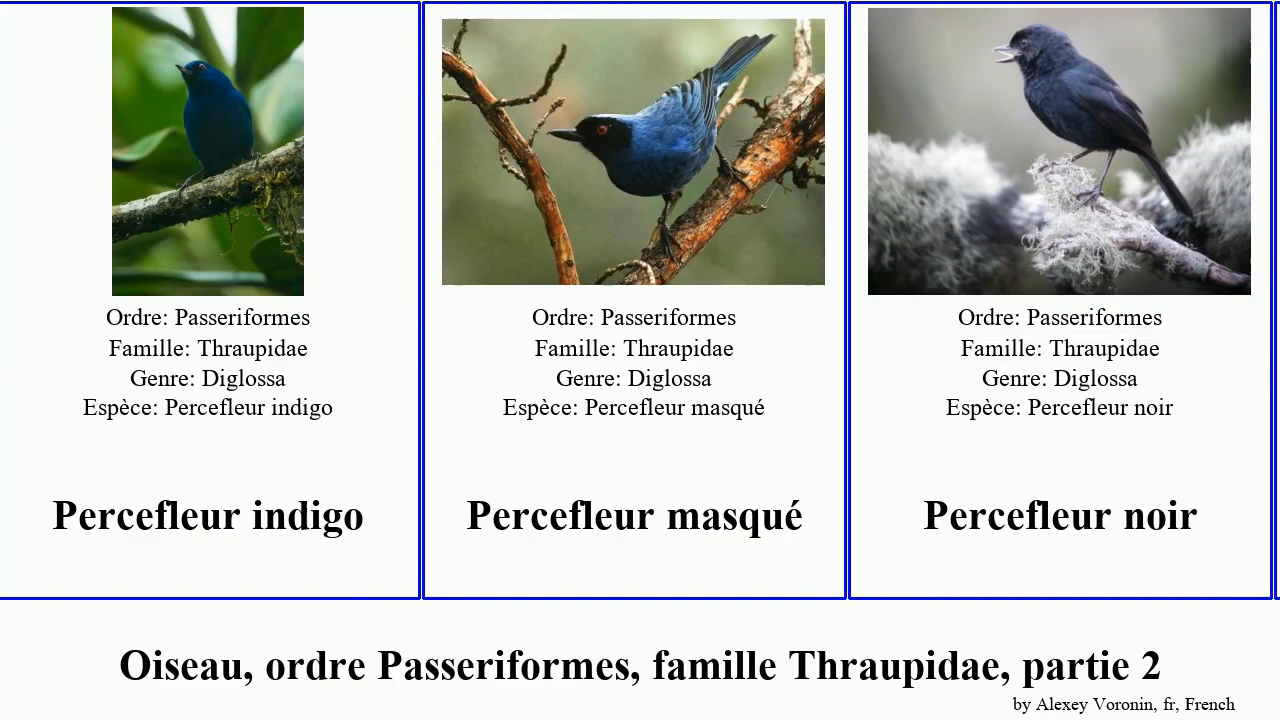 Ordre: Passeriformes
Famille: Thraupidae
Genre: Diglossa
Espèce: Percefleur indigo
Percefleur indigo
Ordre: Passeriformes
Famille: Thraupidae
Genre: Diglossa
Espèce: Percefleur masqué
Percefleur masqué
Ordre: Passeriformes
Famille: Thraupidae
Genre: Diglossa
Espèce: Percefleur noir
Percefleur noir
Oiseau, ordre Passeriformes, famille Thraupidae, partie 2
by Alexey Voronin, fr, French